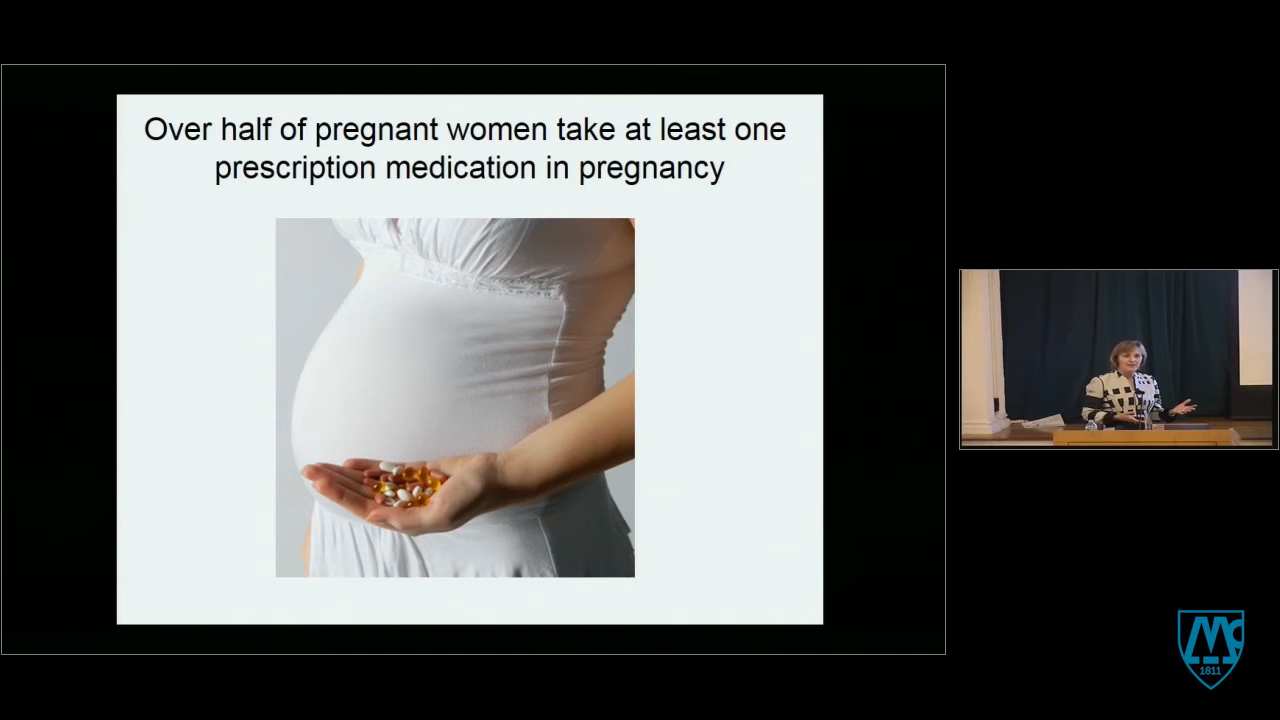 Over half of pregnant women take at least one
prescription medication in pregnancy
1811